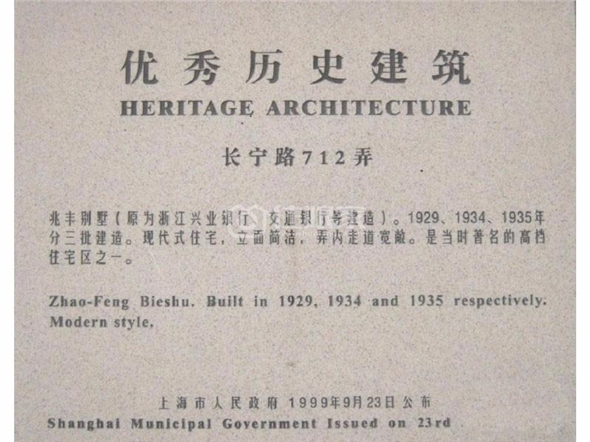 优秀历史建筑
HERITAGE ARCHITECTURE
长宁路712弄
兆丰别墅(原为浙江兴业银行、交通银行等建造)。1929、1934、1935年
分三批建造。现代式住宅，立面简洁，弄内走道宽敞。是当时著名的高档
住宅区之一。
Zhao-Feng Bieshu. Built in 1929, 1934 and 1935 respectively.
Modern style.
上海市人民政府 1999年9月23日公布
Shanghai Municipal Government Issued on 23rd